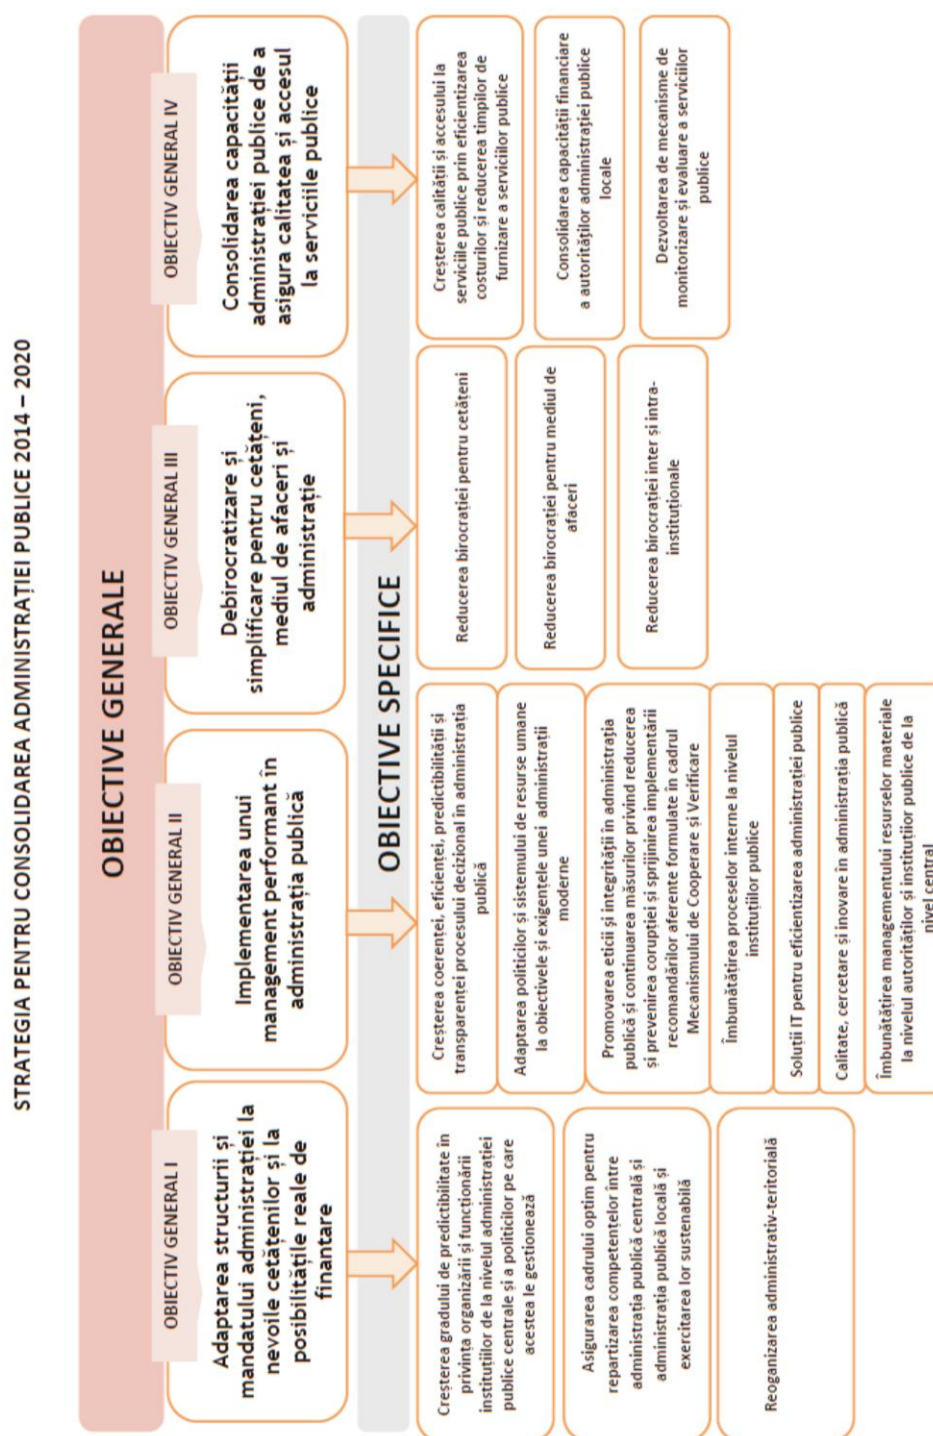 STRATEGIA PENTRU CONSOLIDAREA ADMINISTRAȚIEI PUBLICE 2014 – 2020
OBIECTIVE GENERALE
OBIECTIV GENERAL I
Adaptarea structurii și
mandatului administrației la
nevoile cetățenilor și la
posibilitățile reale de
finantare
OBIECTIV GENERAL II
Implementarea unui
management performant în
administrația publică
OBIECTIV GENERAL III
Debirocratizare și
simplificare pentru cetățeni,
mediul de afaceri și
administrație
OBIECTIV GENERAL IV
Consolidarea capacității
administrației publice de a
asigura calitatea și accesul
la serviciile publice
OBIECTIVE SPECIFICE
Creșterea gradului de predictibilitate în
privința organizării și funcționării
instituțiilor de la nivelul administrației
publice centrale și a politicilor pe care
acestea le gestionează
Asigurarea cadrului optim pentru
repartizarea competențelor între
administrația publică centrală și
administrația publică locală și
exercitarea lor sustenabilă
Reoganizarea administrativ-teritorială
Creșterea coerenței, eficienței, predictibilității și
transparenței procesului decizional în administrația
publică
Adaptarea politicilor și sistemului de resurse umane
la obiectivele și exigențele unei administrații
moderne
Promovarea eticii și integrității în administrația
publică și continuarea măsurilor privind reducerea
și prevenirea corupției și sprijinirea implementării
recomandărilor aferente formulate în cadrul
Mecanismului de Cooperare și Verificare
Îmbunătățirea proceselor interne la nivelul
instituțiilor publice
Soluții IT pentru eficientizarea administrației publice
Calitate, cercetare și inovare în administrația publică
Îmbunătățirea managementului resurselor materiale
la nivelul autorităților și instituțiior publice de la
nivel central
Reducerea birocrației pentru cetățeni
Reducerea birocrației pentru mediul de
afaceri
Reducerea birocrației inter și intra-
instituționale
Creșterea calității și accesului la
serviciile publice prin eficientizarea
costurilor și reducerea timpilor de
furnizare a serviciilor publice
Consolidarea capacității financiare
a autorităților administrației publice
locale
Dezvoltarea de mecanisme de
monitorizare și evaluare a serviciilor
publice